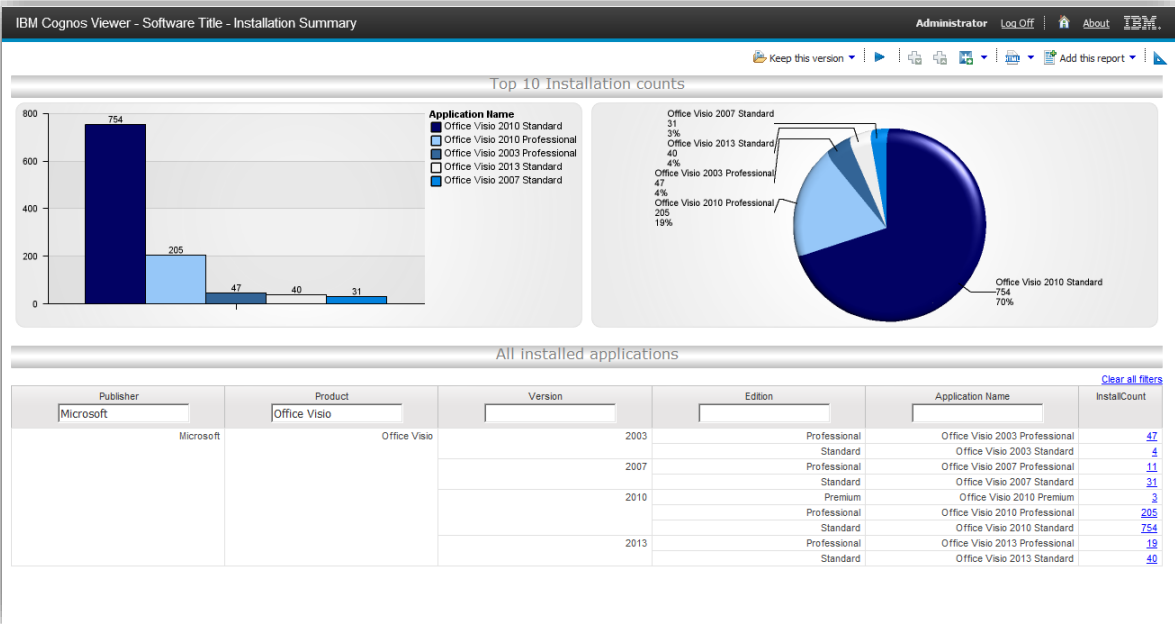 IBM Cognos Viewer - Software Title - Installation Summary
Administrator Log Off About IBM.
Keep this version Add this report
Top 10 Installation counts
800
600
400
200
0
754
205
47
40
31
Application Name
Office Visio 2010 Standard
Office Visio 2010 Professional
Office Visio 2003 Professional
Office Visio 2013 Standard
Office Visio 2007 Standard
Office Visio 2007 Standard
31
3%
Office Visio 2013 Standard
40
4%
Office Visio 2003 Professional
47
4%
Office Visio 2010 Professional
205
19%
Office Visio 2010 Standard
754
70%
All installed applications
Clear all filters
Publisher Product Version Edition Application Name InstallCount
Microsoft Office Visio
Microsoft Office Visio 2003 Professional Office Visio 2003 Professional 47
Standard Office Visio 2003 Standard 4
2007 Professional Office Visio 2007 Professional 11
Standard Office Visio 2007 Standard 31
2010 Premium Office Visio 2010 Premium 3
Professional Office Visio 2010 Professional 205
Standard Office Visio 2010 Standard 754
2013 Professional Office Visio 2013 Professional 19
Standard Office Visio 2013 Standard 40